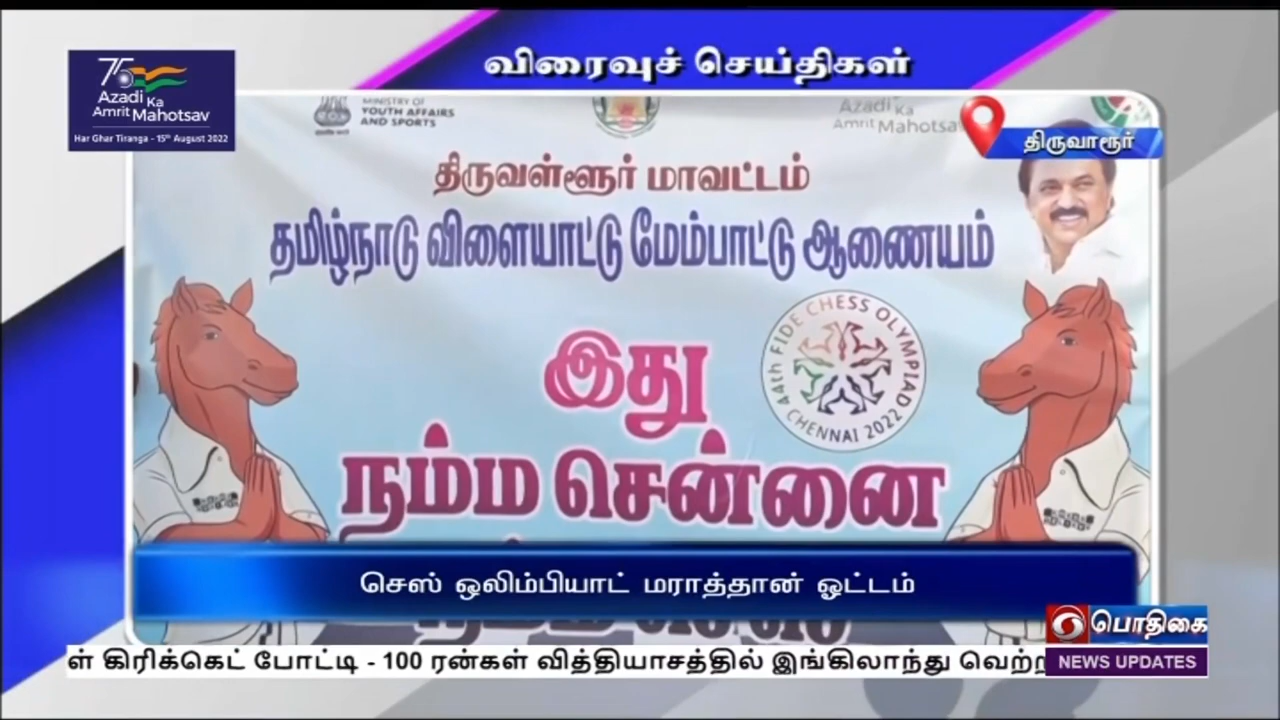 விரைவுச் செய்திகள்
75
Azadi
Ka
Amrit Mahotsav
Har Ghar Tiranga - 15th August 2022
MINISTRY OF
YOUTH AFFAIRS
AND SPORTS
Azadi
Ka
Amrit Mahotsav
திருவாரூர்
திருவள்ளூர் மாவட்டம்
தமிழ்நாடு விளையாட்டு மேம்பாட்டு ஆணையம்
இது
44th FIDE CHESS OLYMPIAD
CHENNAI 2022
நம்ம சென்னை
செஸ் ஒலிம்பியாட் மராத்தான் ஓட்டம்
பொதிகை
NEWS UPDATES
ள் கிரிக்கெட் போட்டி - 100 ரன்கள் வித்தியாசத்தில் இங்கிலாந்து